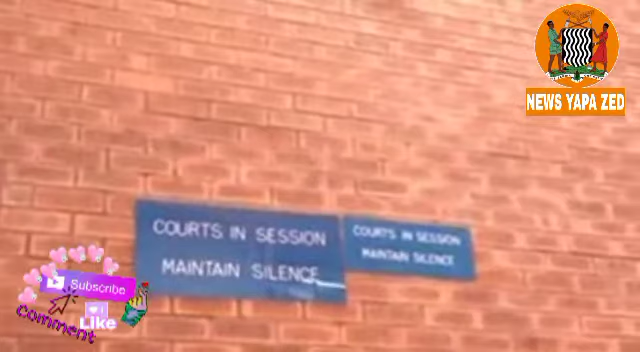 NEWS YAPA ZED
COURTS IN SESSION
MAINTAIN SILENCE
COURTS IN SESSION
MAINTAIN SILENCE
Subscribe
comment
Like